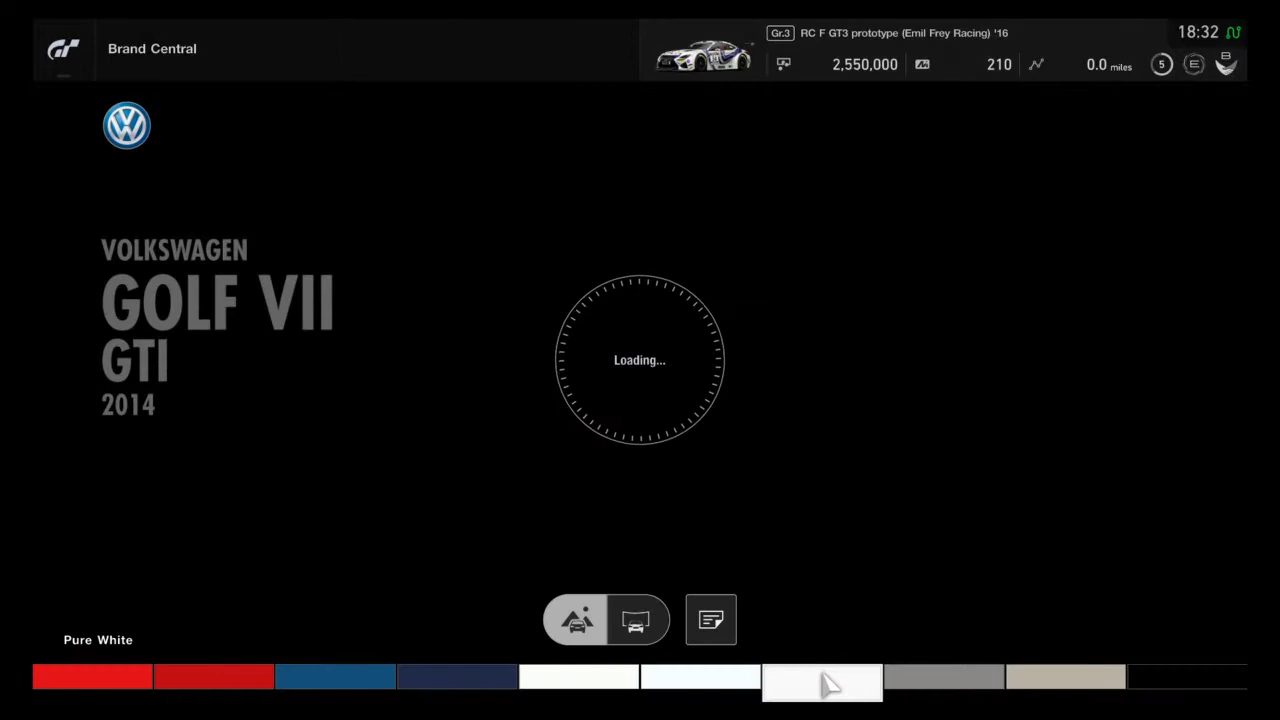 Brand Central
Gr.3 RC F GT3 prototype (Emil Frey Racing) '16
18:32
2,550,000 210 0.0 miles 5 E B
VOLKSWAGEN
GOLF VII
GTI
2014
Loading...
Pure White